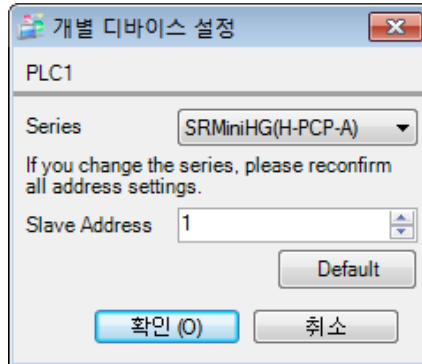 개별 디바이스 설정
PLC1
Series SRMiniHG(H-PCP-A)
If you change the series, please reconfirm
all address settings.
Slave Address 1
Default
확인 (O) 취소